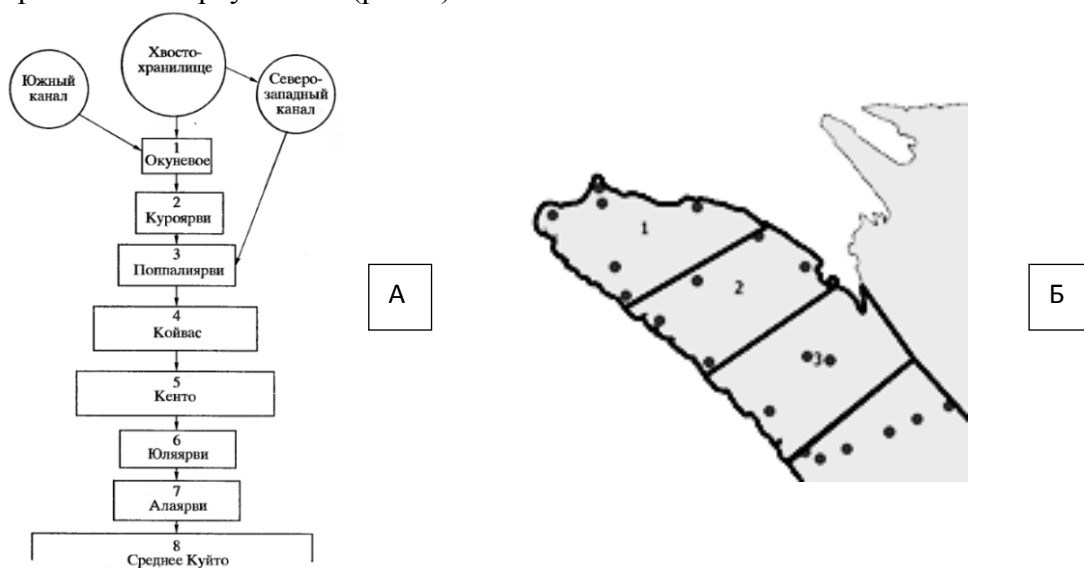 Хвосто-
хранилище
Южный
канал
Северо-
западный
канал
1
Окуневое
2
Куроярви
3
Поппалиярви
4
Койвас
5
Кенто
6
Юляярви
7
Алаярви
8
Среднее Куйто
А
1
2
3
Б